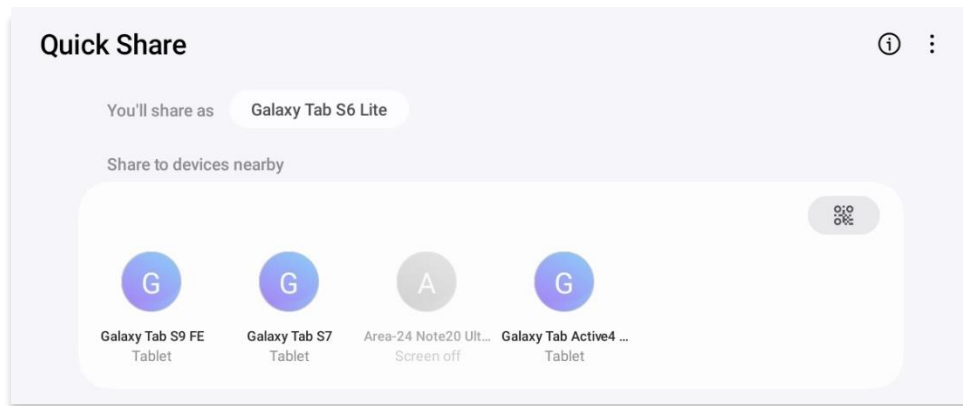 Quick Share
You'll share as Galaxy Tab S6 Lite
Share to devices nearby
G G A G
Galaxy Tab S9 FE Galaxy Tab S7 Area-24 Note20 Ult... Galaxy Tab Active4 ...
Tablet Tablet Screen off Tablet